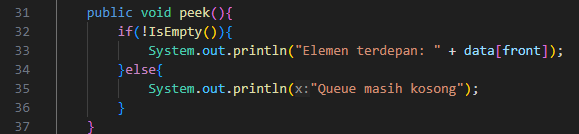 31 public void peek(){
32 if(!IsEmpty()){
33 System.out.println("Elemen terdepan: " + data[front]);
34 }else{
35 System.out.println(x:"Queue masih kosong");
36 }
37 }